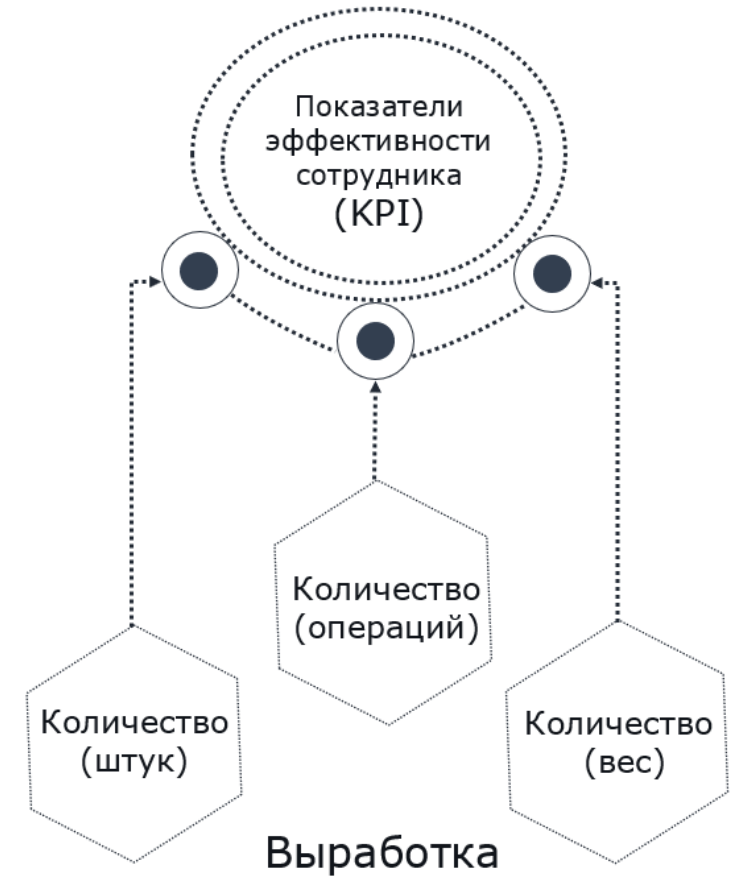 Показатели
эффективности
сотрудника
(KPI)
Количество
(операций)
Количество
(штук)
Количество
(вес)
Выработка